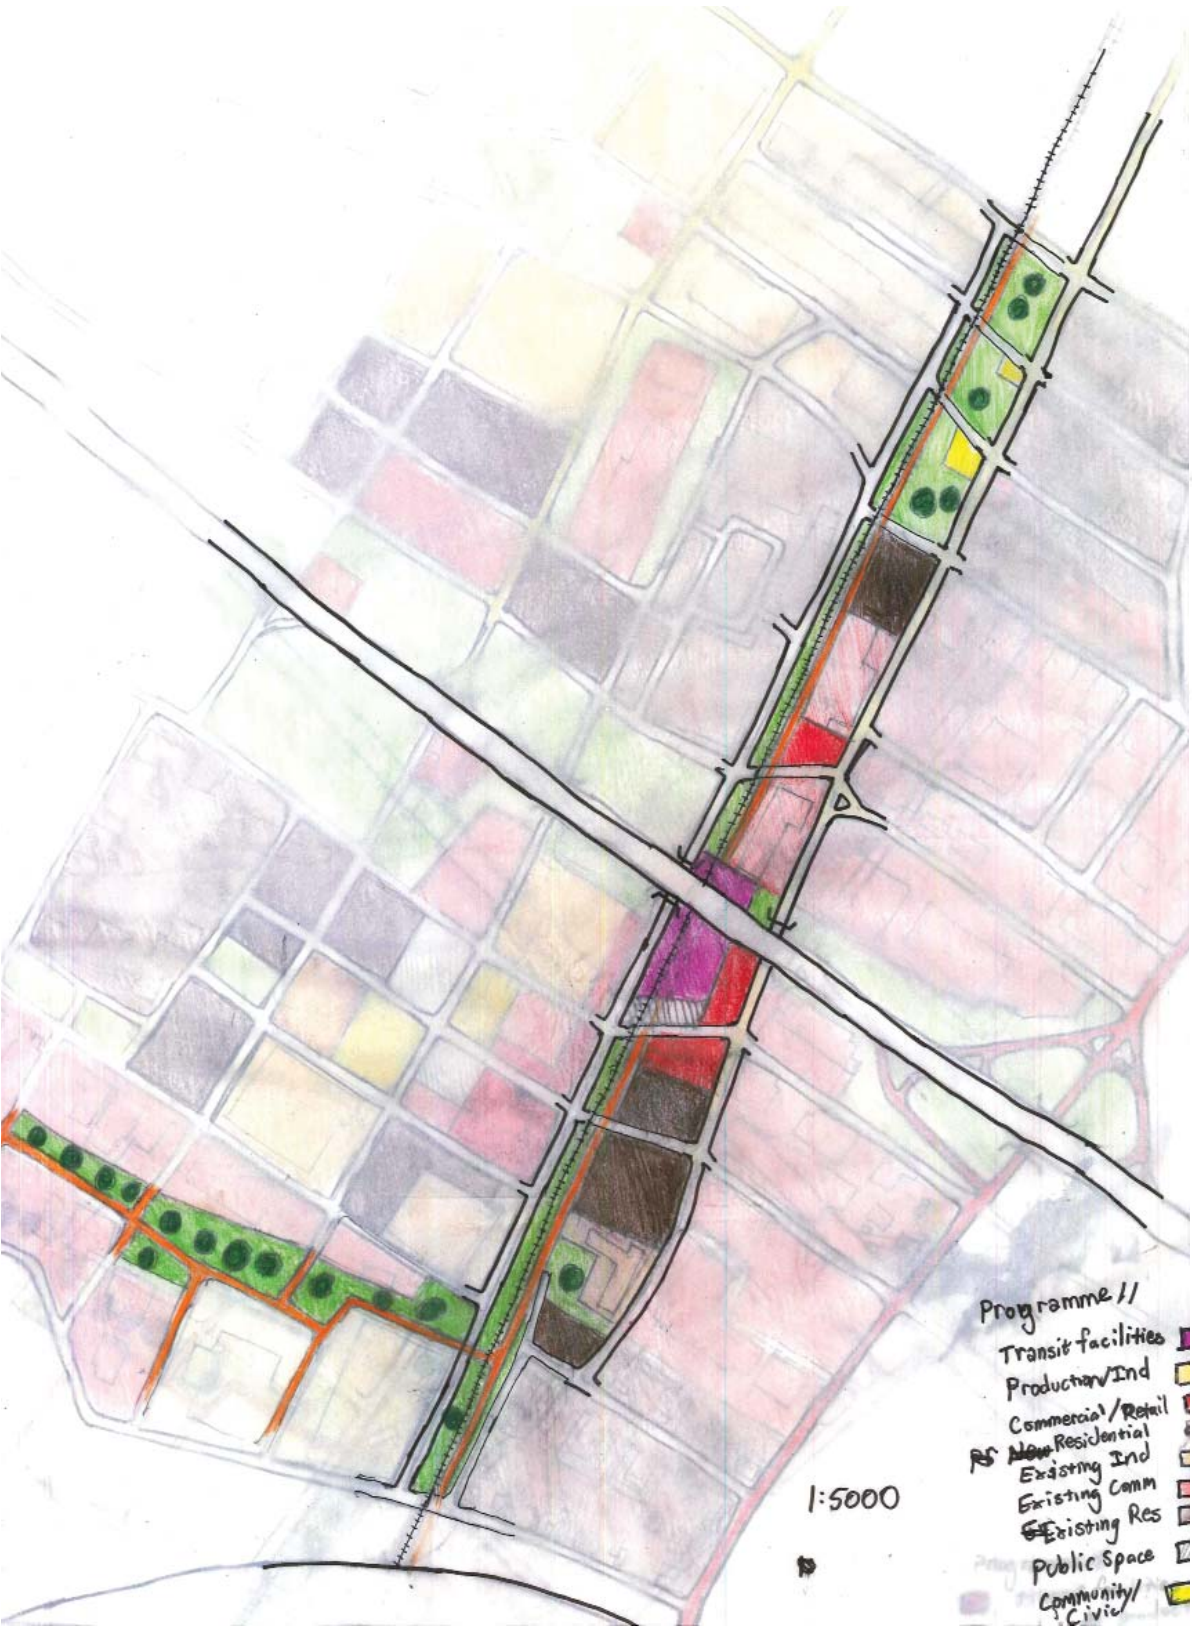 Programme //
Transit facilities
Production/Ind
Commercial/Retail
Residential
Existing Ind
Existing Comm
Existing Res
Public Space
Community/
Civic
1:5000